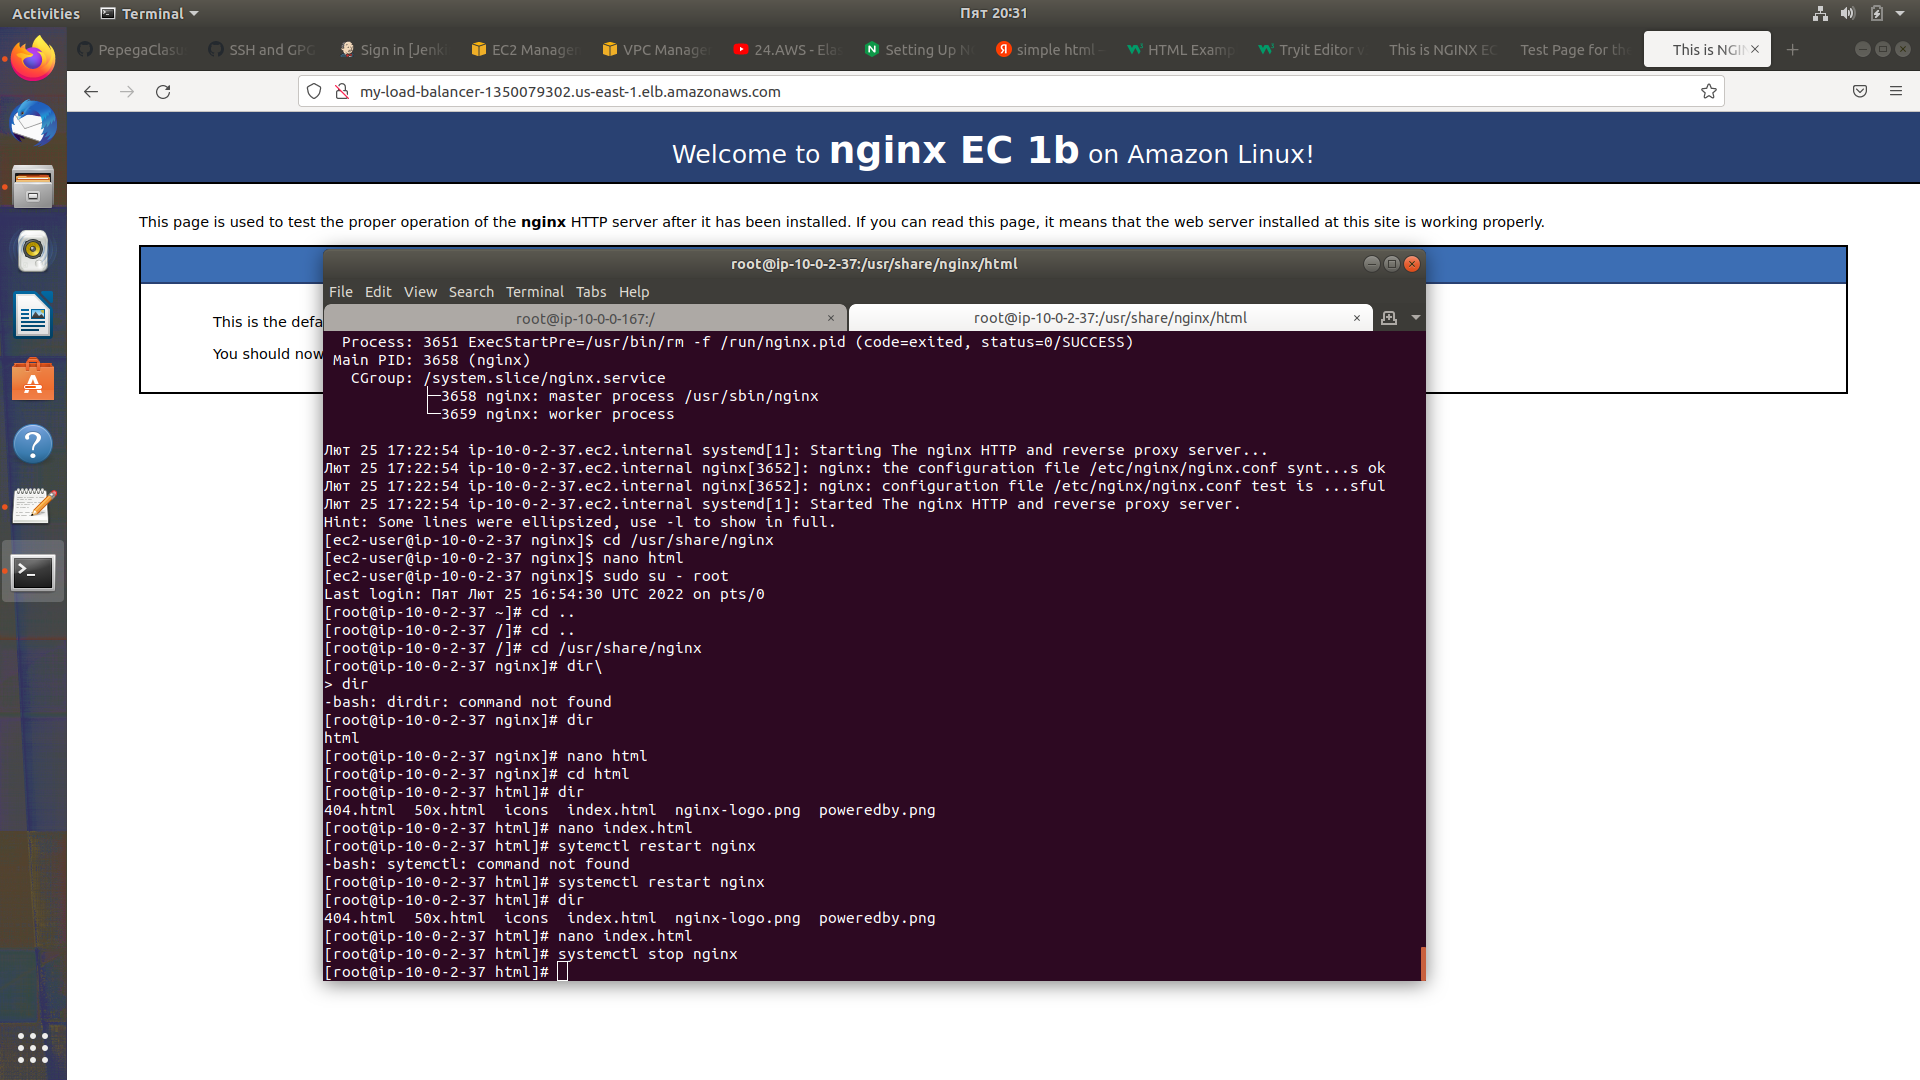 Activities Terminal Пят 20:31
PepegaClasu SSH and GPG Sign in [Jenki EC2 Manage VPC Manage 24.AWS - Ela Setting Up N simple html - HTML Examp Tryit Editor v This is NGINX EC Test Page for the This is NGI
my-load-balancer-1350079302.us-east-1.elb.amazonaws.com
Welcome to nginx EC 1b on Amazon Linux!
This page is used to test the proper operation of the nginx HTTP server after it has been installed. If you can read this page, it means that the web server installed at this site is working properly.
This is the defa
You should now
root@ip-10-0-2-37:/usr/share/nginx/html
File Edit View Search Terminal Tabs Help
root@ip-10-0-0-167:/ root@ip-10-0-2-37:/usr/share/nginx/html
Process: 3651 ExecStartPre=/usr/bin/rm -f /run/nginx.pid (code=exited, status=0/SUCCESS)
Main PID: 3658 (nginx)
CGroup: /system.slice/nginx.service
├─3658 nginx: master process /usr/sbin/nginx
└─3659 nginx: worker process
Лют 25 17:22:54 ip-10-0-2-37.ec2.internal systemd[1]: Starting The nginx HTTP and reverse proxy server...
Лют 25 17:22:54 ip-10-0-2-37.ec2.internal nginx[3652]: nginx: the configuration file /etc/nginx/nginx.conf synt...s ok
Лют 25 17:22:54 ip-10-0-2-37.ec2.internal nginx[3652]: nginx: configuration file /etc/nginx/nginx.conf test is ...sful
Лют 25 17:22:54 ip-10-0-2-37.ec2.internal systemd[1]: Started The nginx HTTP and reverse proxy server.
Hint: Some lines were ellipsized, use -l to show in full.
[ec2-user@ip-10-0-2-37 nginx]$ cd /usr/share/nginx
[ec2-user@ip-10-0-2-37 nginx]$ nano html
[ec2-user@ip-10-0-2-37 nginx]$ sudo su - root
Last login: Пят Лют 25 16:54:30 UTC 2022 on pts/0
[root@ip-10-0-2-37 ~]# cd ..
[root@ip-10-0-2-37 /]# cd ..
[root@ip-10-0-2-37 /]# cd /usr/share/nginx
[root@ip-10-0-2-37 nginx]# dir\
> dir
-bash: dirdir: command not found
[root@ip-10-0-2-37 nginx]# dir
html
[root@ip-10-0-2-37 nginx]# nano html
[root@ip-10-0-2-37 nginx]# cd html
[root@ip-10-0-2-37 html]# dir
404.html 50x.html icons index.html nginx-logo.png poweredby.png
[root@ip-10-0-2-37 html]# nano index.html
[root@ip-10-0-2-37 html]# sytemctl restart nginx
-bash: sytemctl: command not found
[root@ip-10-0-2-37 html]# systemctl restart nginx
[root@ip-10-0-2-37 html]# dir
404.html 50x.html icons index.html nginx-logo.png poweredby.png
[root@ip-10-0-2-37 html]# nano index.html
[root@ip-10-0-2-37 html]# systemctl stop nginx
[root@ip-10-0-2-37 html]#